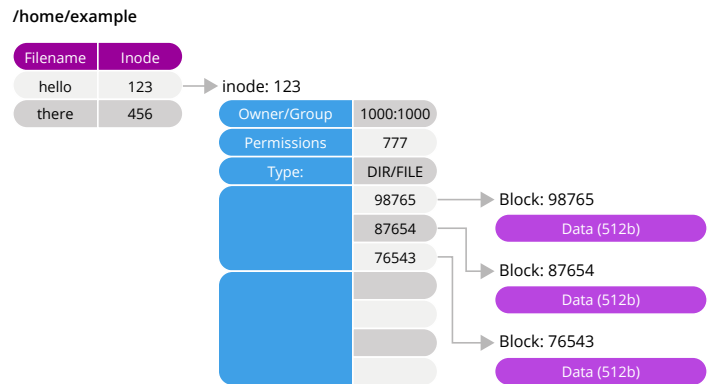 /home/example
Filename Inode
hello 123
there 456
inode: 123
Owner/Group 1000:1000
Permissions 777
Type: DIR/FILE
98765
87654
76543
Block: 98765
Data (512b)
Block: 87654
Data (512b)
Block: 76543
Data (512b)